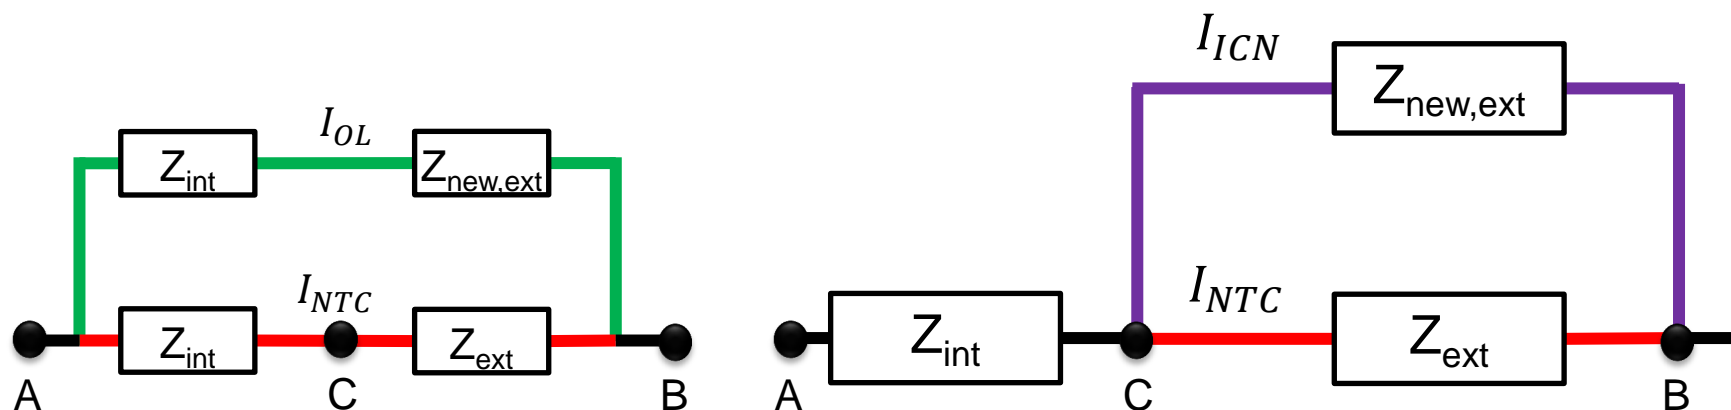 I_OL
Z_int
Z_new,ext
I_NTC
Z_int
Z_ext
A
C
B
I_ICN
Z_new,ext
I_NTC
Z_int
Z_ext
A
C
B